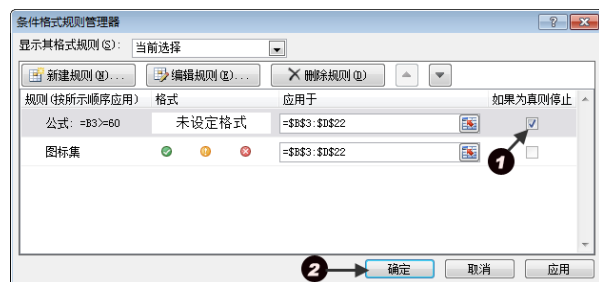 条件格式规则管理器
显示其格式规则(S): 当前选择
新建规则(N)... 编辑规则(E)... 删除规则(D)
规则(按所示顺序应用) 格式 应用于 如果为真则停止
公式: =B3>=60 未设定格式 =$B$3:$D$22
1
图标集 =$B$3:$D$22
2 确定 取消 应用